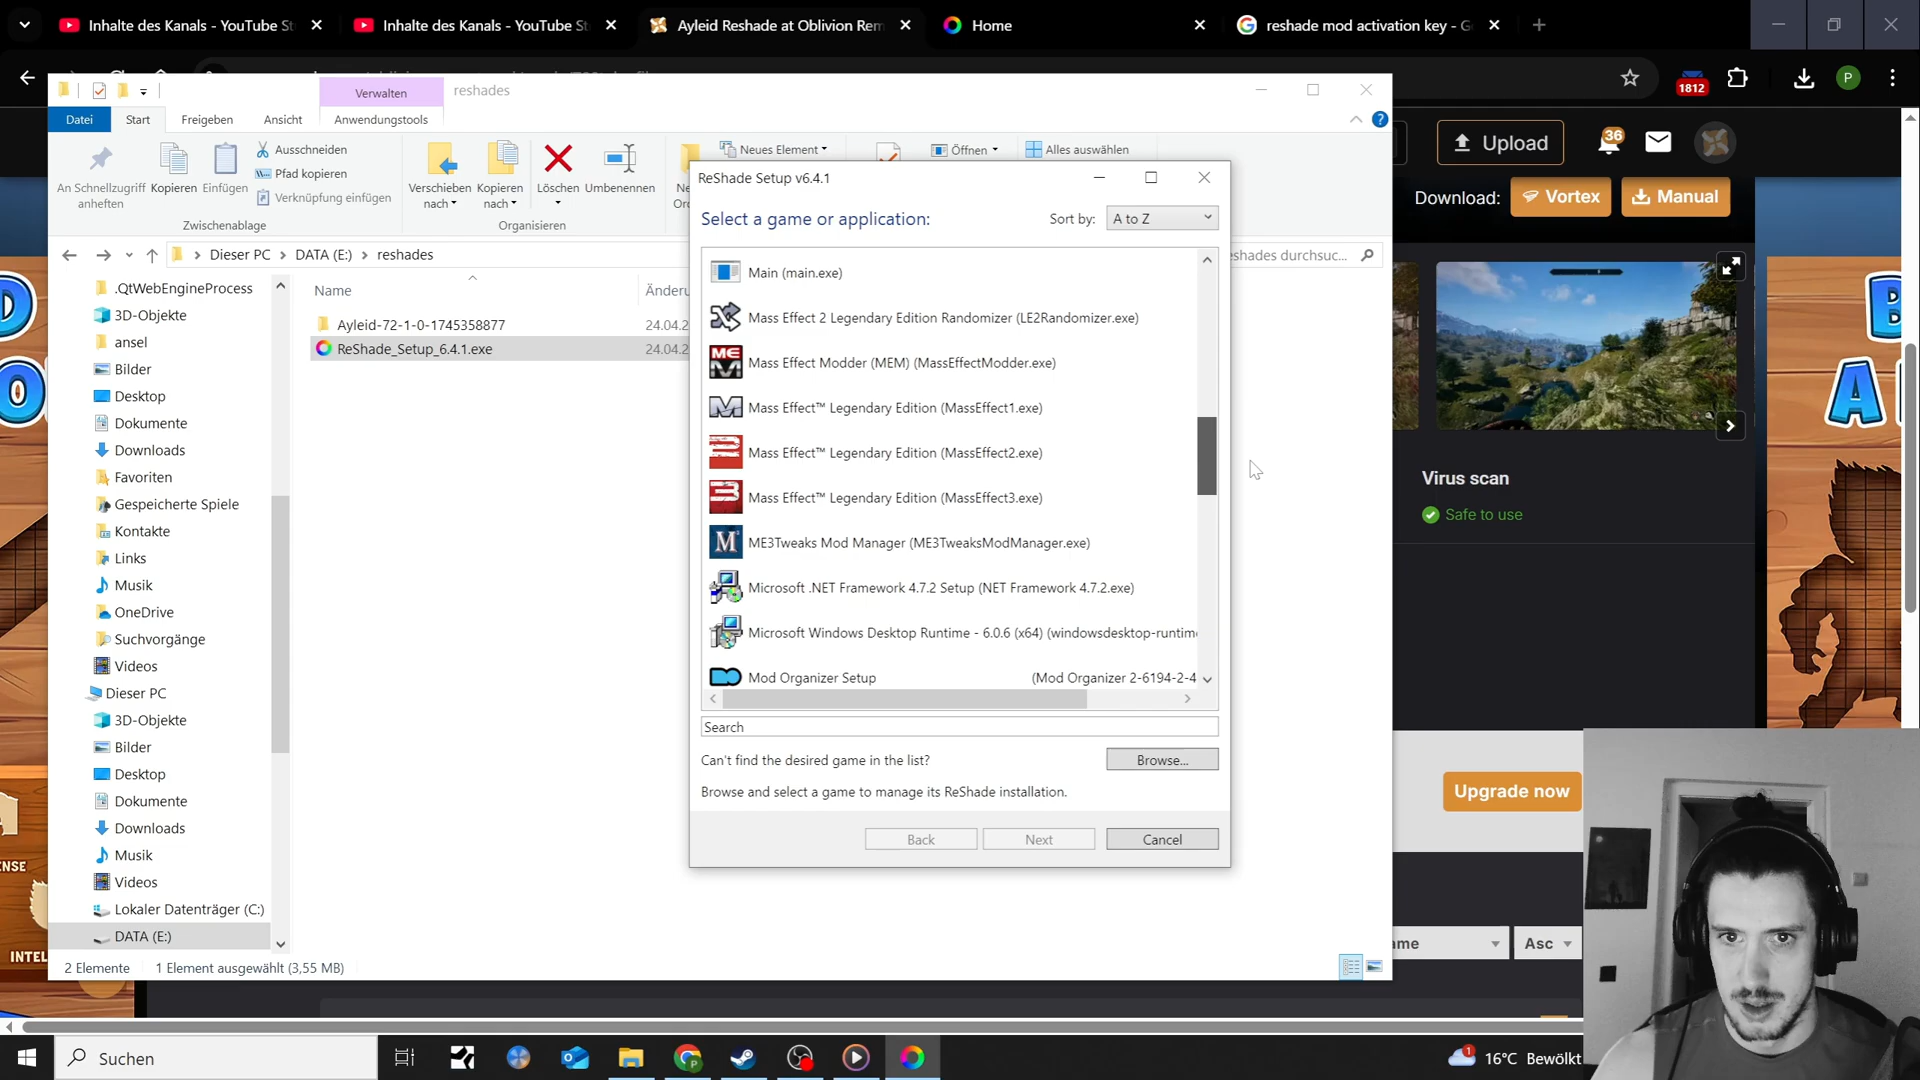 Inhalte des Kanals - YouTube St
Inhalte des Kanals - YouTube St
Ayleid Reshade at Oblivion Rem
Home
reshade mod activation key - G
1812
P
Verwalten
reshades
Datei
Start
Freigeben
Ansicht
Anwendungstools
An Schnellzugriff
anheften
Kopieren
Einfügen
Ausschneiden
Pfad kopieren
Verknüpfung einfügen
Verschieben
nach
Kopieren
nach
Löschen
Umbenennen
Neues Element
Öffnen
Alles auswählen
Zwischenablage
Organisieren
Dieser PC
DATA (E:)
reshades
eshades durchsuc...
Name
Änderu
Ayleid-72-1-0-1745358877
24.04.2
ReShade_Setup_6.4.1.exe
24.04.2
.QtWebEngineProcess
3D-Objekte
ansel
Bilder
Desktop
Dokumente
Downloads
Favoriten
Gespeicherte Spiele
Kontakte
Links
Musik
OneDrive
Suchvorgänge
Videos
Dieser PC
3D-Objekte
Bilder
Desktop
Dokumente
Downloads
Musik
Videos
Lokaler Datenträger (C:)
DATA (E:)
2 Elemente
1 Element ausgewählt (3,55 MB)
ReShade Setup v6.4.1
Select a game or application:
Sort by:
A to Z
Main (main.exe)
Mass Effect 2 Legendary Edition Randomizer (LE2Randomizer.exe)
Mass Effect Modder (MEM) (MassEffectModder.exe)
Mass Effect™ Legendary Edition (MassEffect1.exe)
Mass Effect™ Legendary Edition (MassEffect2.exe)
Mass Effect™ Legendary Edition (MassEffect3.exe)
ME3Tweaks Mod Manager (ME3TweaksModManager.exe)
Microsoft .NET Framework 4.7.2 Setup (NET Framework 4.7.2.exe)
Microsoft Windows Desktop Runtime - 6.0.6 (x64) (windowsdesktop-runtime
Mod Organizer Setup (Mod Organizer 2-6194-2-4
Search
Can't find the desired game in the list?
Browse...
Browse and select a game to manage its ReShade installation.
Back
Next
Cancel
Upload
36
Download:
Vortex
Manual
Virus scan
Safe to use
Upgrade now
ame
Asc
ENSE
INTEL
Suchen
16°C Bewölkt